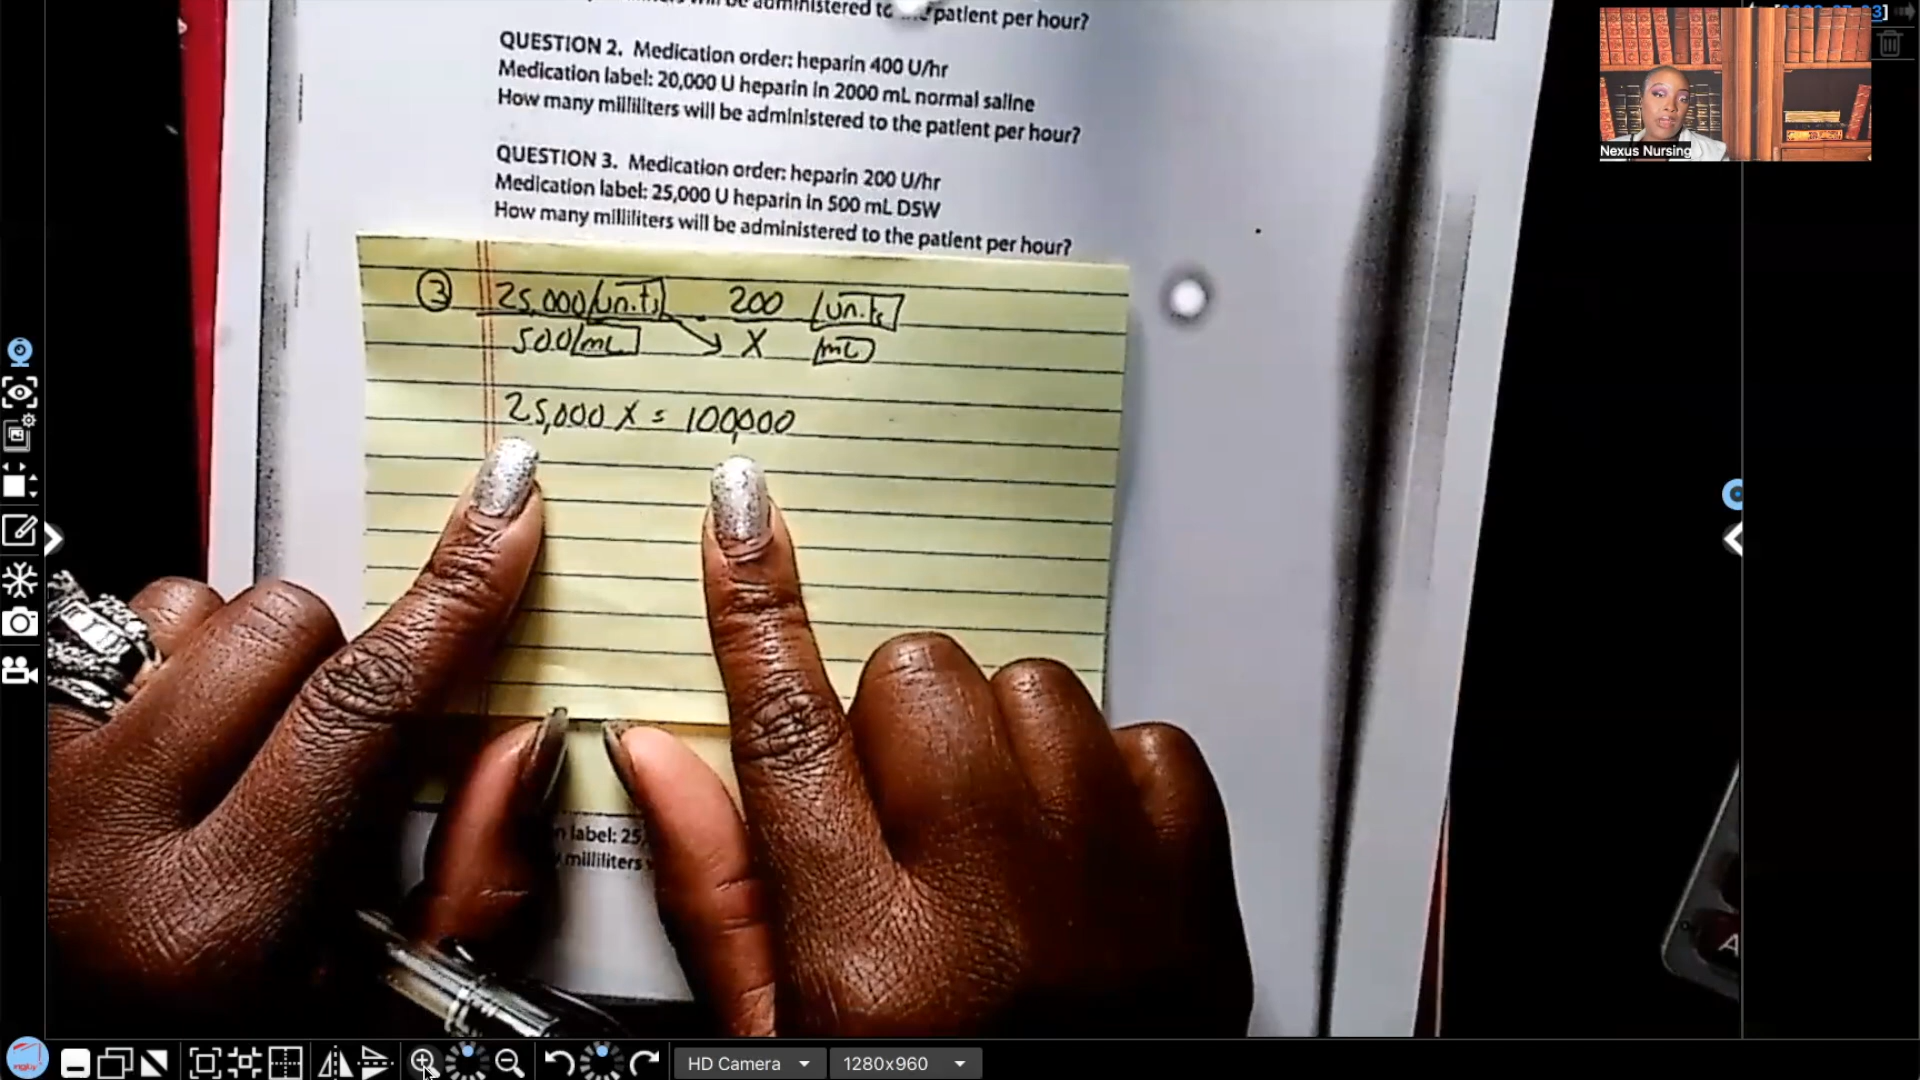 be administered to the patient per hour?
QUESTION 2. Medication order: heparin 400 U/hr
Medication label: 20,000 U heparin in 2000 mL normal saline
How many milliliters will be administered to the patient per hour?
QUESTION 3. Medication order: heparin 200 U/hr
Medication label: 25,000 U heparin in 500 mL D5W
How many milliliters will be administered to the patient per hour?
3 25,000 units 200 units
500 mL X mL
25,000 X = 100,000
label: 25,
milliliters
Nexus Nursing
HD Camera 1280x960